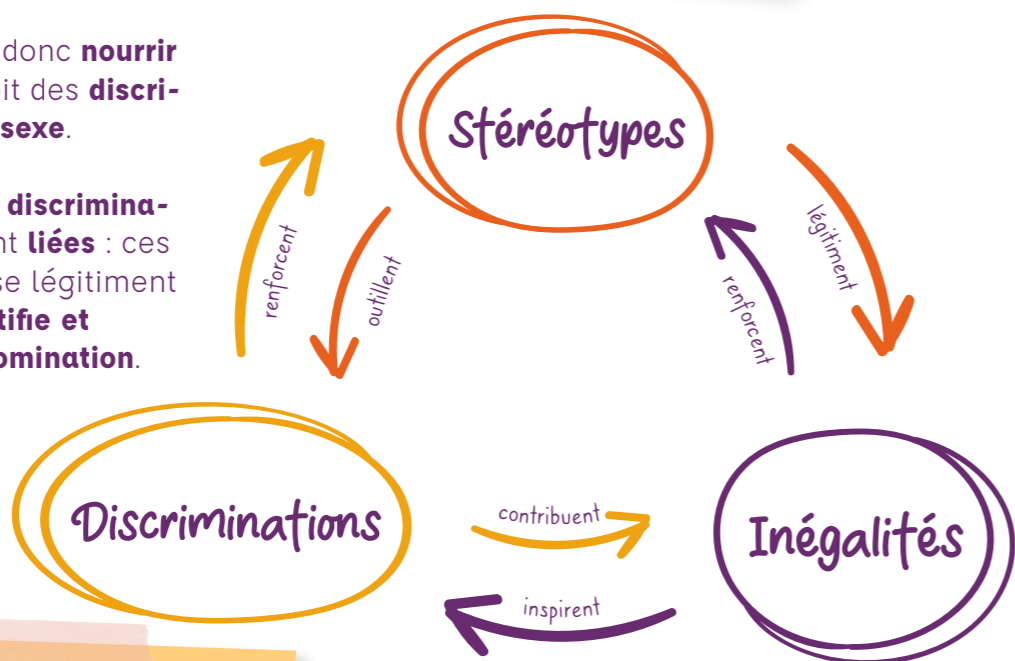 donc nourrir
it des discri-
sexe.
discrimina-
nt liées : ces
se légitiment
tifie et
omination.
Stéréotypes
renforcent
outillent
légitiment
renforcent
Discriminations
contribuent
inspirent
Inégalités